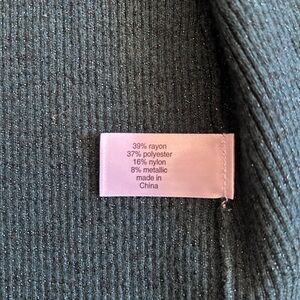 39% rayon
37% polyester
16% nylon
8% metallic
made in
China